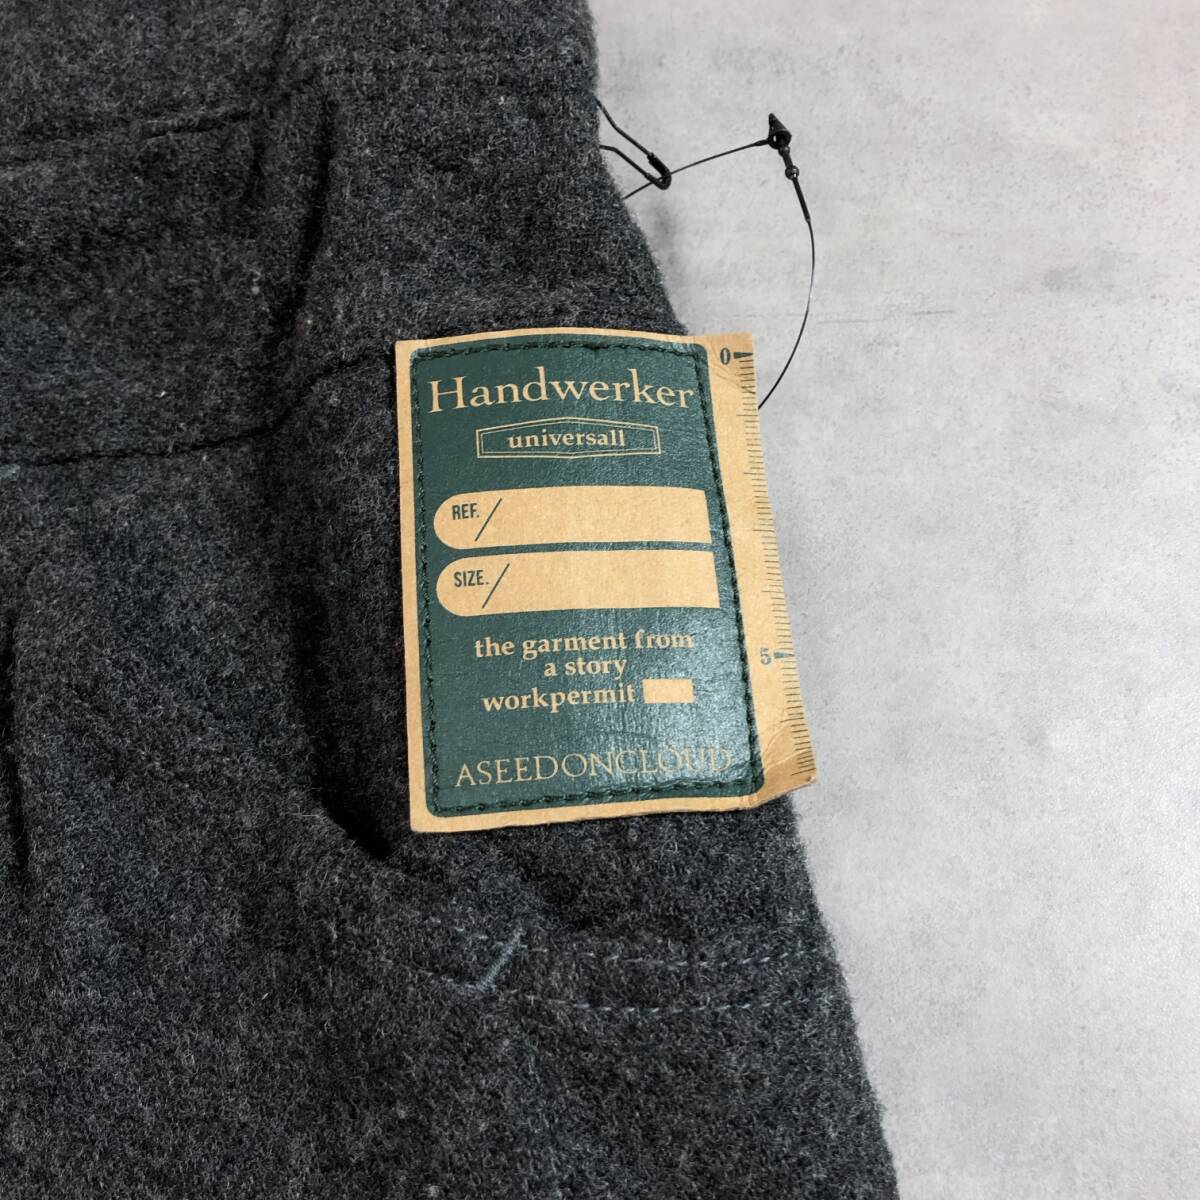 Handwerker
universall
REF. /
SIZE. /
the garment from
a story
workpermit
ASEEDONCLOUD
0
5